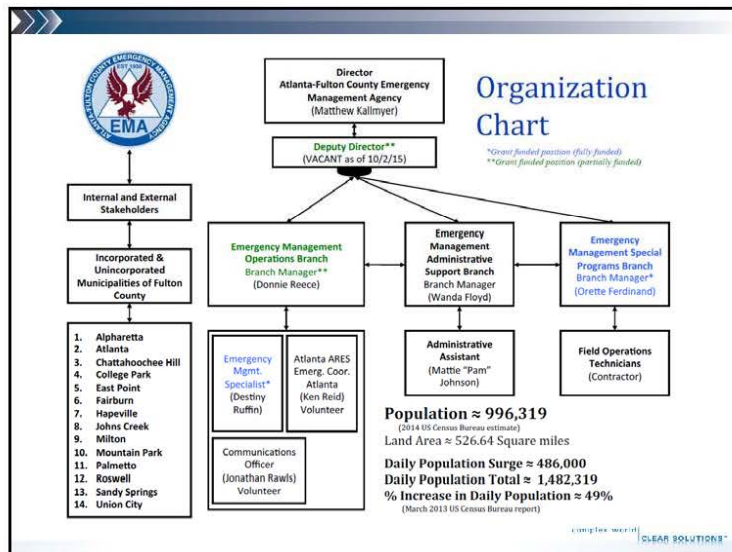 ATLANTA-FULTON COUNTY EMERGENCY MANAGEMENT AGENCY
EMA
Director
Atlanta-Fulton County Emergency
Management Agency
(Matthew Kallmyer)
Organization
Chart
*Grant funded position (fully funded)
**Grant funded position (partially funded)
Deputy Director**
(VACANT as of 10/2/15)
Internal and External
Stakeholders
Incorporated &
Unincorporated
Municipalities of Fulton
County
1. Alpharetta
2. Atlanta
3. Chattahoochee Hill
4. College Park
5. East Point
6. Fairburn
7. Hapeville
8. Johns Creek
9. Milton
10. Mountain Park
11. Palmetto
12. Roswell
13. Sandy Springs
14. Union City
Emergency Management
Operations Branch
Branch Manager**
(Donnie Reece)
Emergency
Management
Administrative
Support Branch
Branch Manager
(Wanda Floyd)
Emergency
Management Special
Programs Branch
Branch Manager*
(Orette Ferdinand)
Emergency
Mgmt.
Specialist*
(Destiny
Ruffin)
Atlanta ARES
Emerg. Coor.
Atlanta
(Ken Reid)
Volunteer
Communications
Officer
(Jonathan Rawls)
Volunteer
Administrative
Assistant
(Mattie "Pam"
Johnson)
Field Operations
Technicians
(Contractor)
Population ≈ 996,319
(2014 US Census Bureau estimate)
Land Area ≈ 526.64 Square miles
Daily Population Surge ≈ 486,000
Daily Population Total ≈ 1,482,319
% Increase in Daily Population ≈ 49%
(March 2013 US Census Bureau report)
complex world
CLEAR SOLUTIONS™